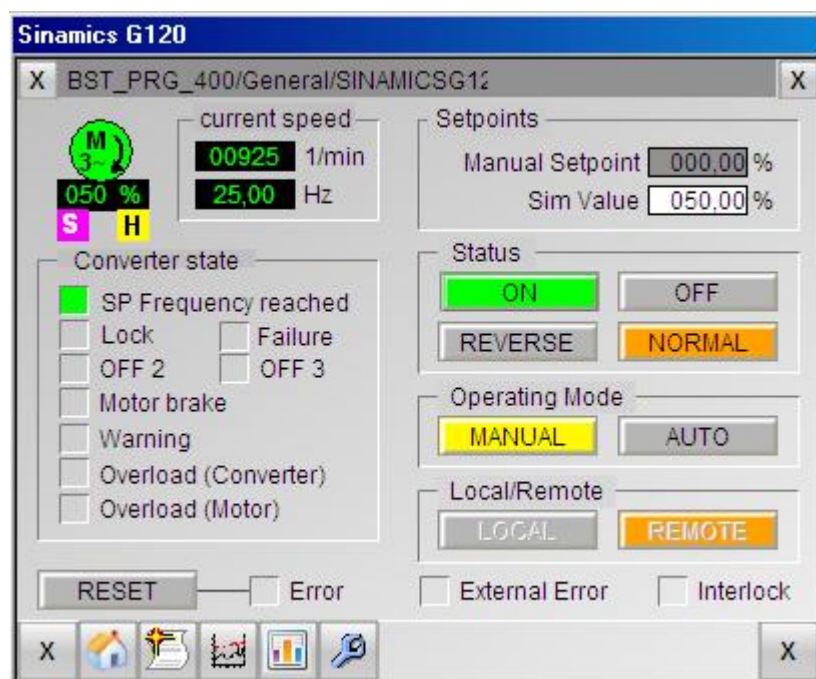 Sinamics G120
X BST_PRG_400/General/SINAMICSG12 X
M
3~
050 %
S H
current speed
00925 1/min
25,00 Hz
Setpoints
Manual Setpoint 000,00 %
Sim Value 050,00 %
Converter state
SP Frequency reached
Lock Failure
OFF 2 OFF 3
Motor brake
Warning
Overload (Converter)
Overload (Motor)
Status
ON OFF
REVERSE NORMAL
Operating Mode
MANUAL AUTO
Local/Remote
LOCAL REMOTE
RESET Error External Error Interlock
X X